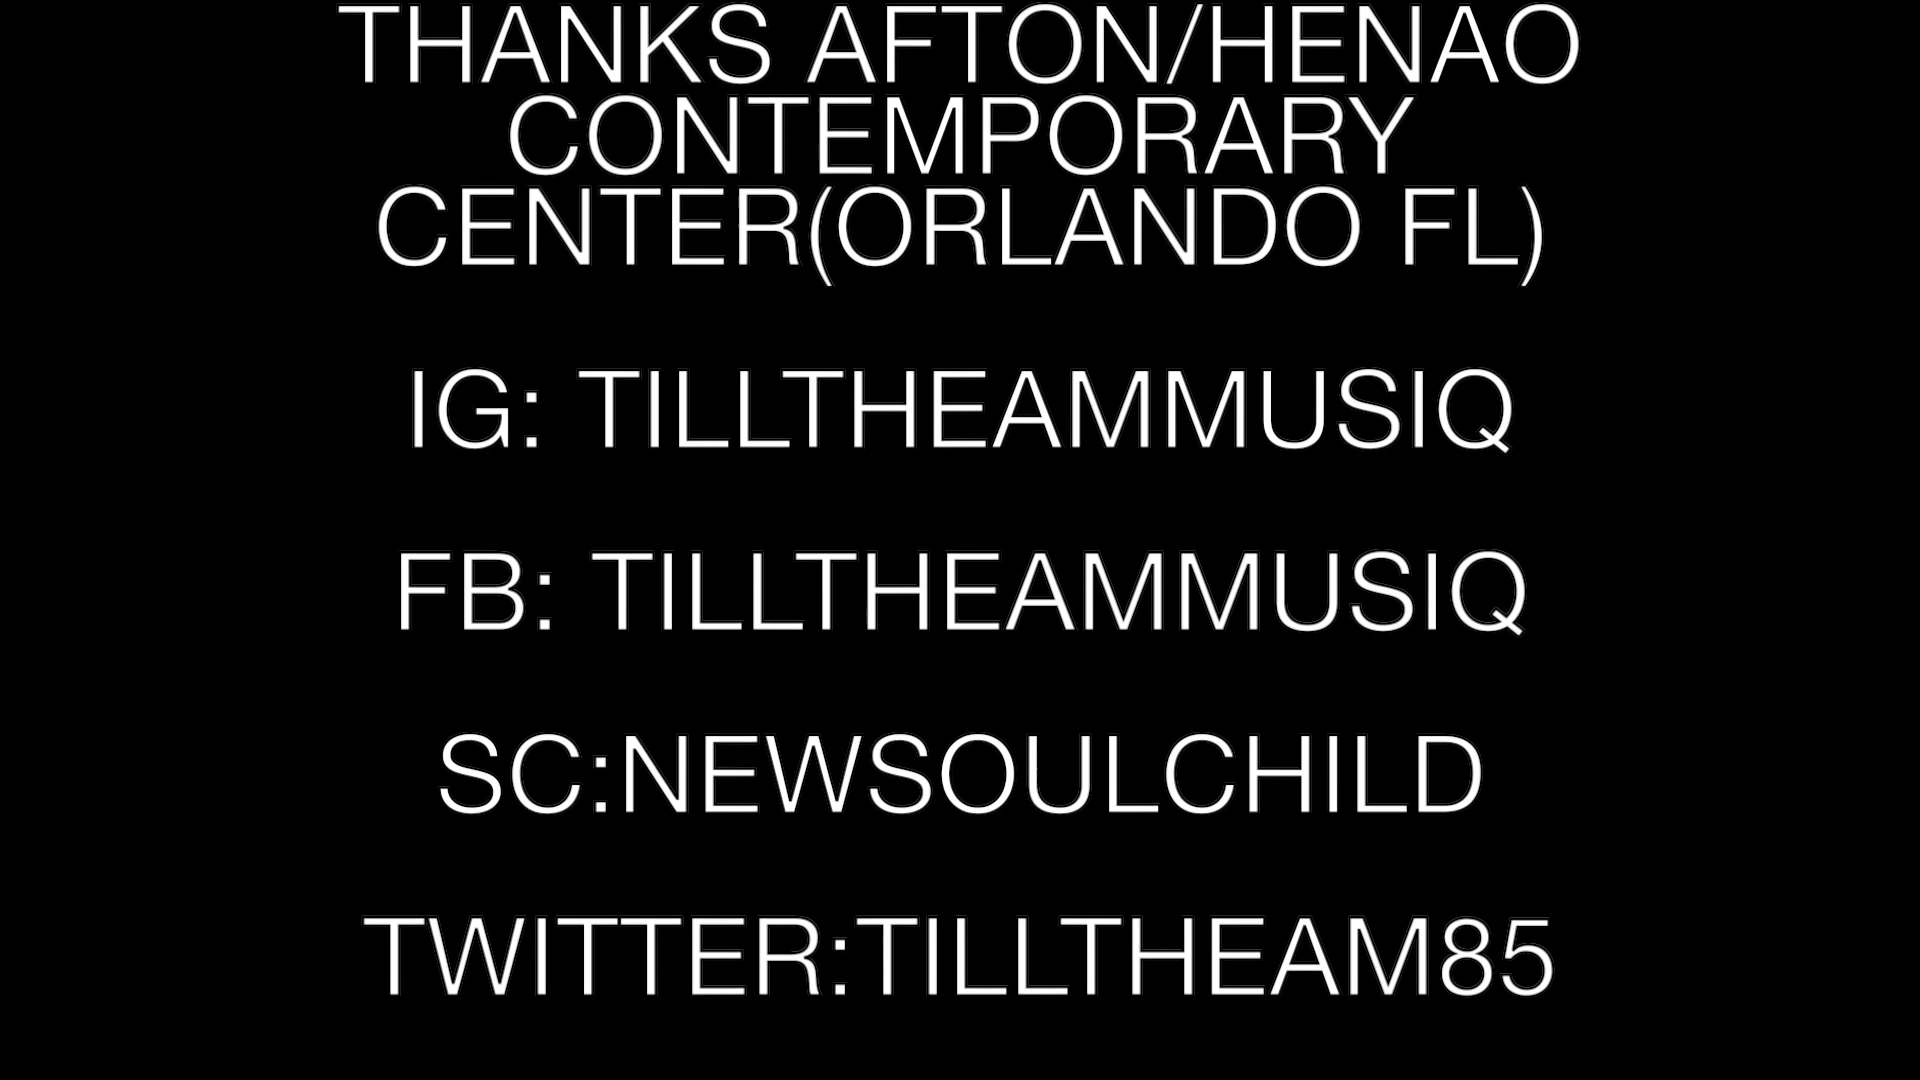 THANKS AFTON/HENAO
CONTEMPORARY
CENTER(ORLANDO FL)
IG: TILLTHEAMMUSIQ
FB: TILLTHEAMMUSIQ
SC:NEWSOULCHILD
TWITTER:TILLTHEAM85